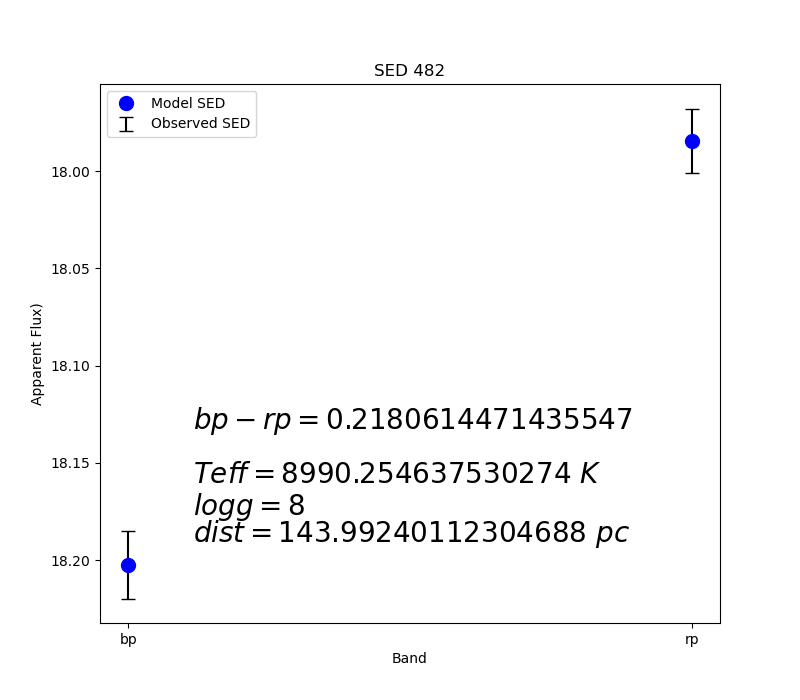 SED 482
Model SED
Observed SED
18.00
18.05
18.10
18.15
18.20
Apparent Flux)
bp − rp = 0.2180614471435547
Teff = 8990.254637530274 K
logg = 8
dist = 143.99240112304688 pc
bp
rp
Band